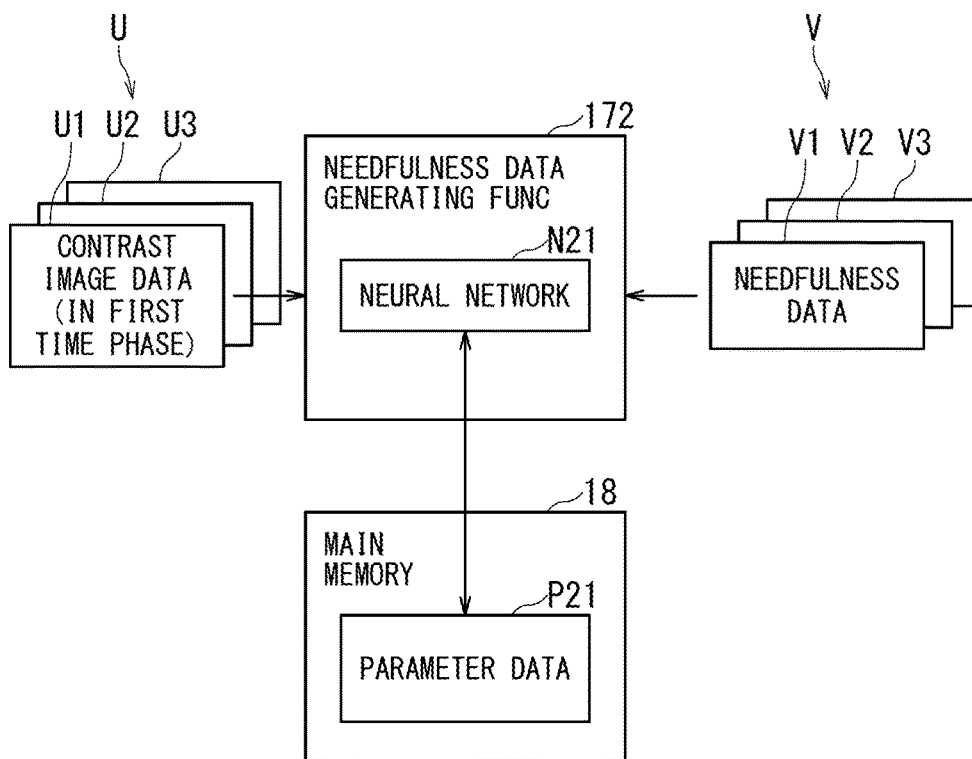 U
V
U1 U2 U3
172
V1 V2 V3
NEEDFULNESS DATA
GENERATING FUNC
N21
CONTRAST
IMAGE DATA
(IN FIRST
TIME PHASE)
NEURAL NETWORK
NEEDFULNESS
DATA
18
MAIN
MEMORY
P21
PARAMETER DATA